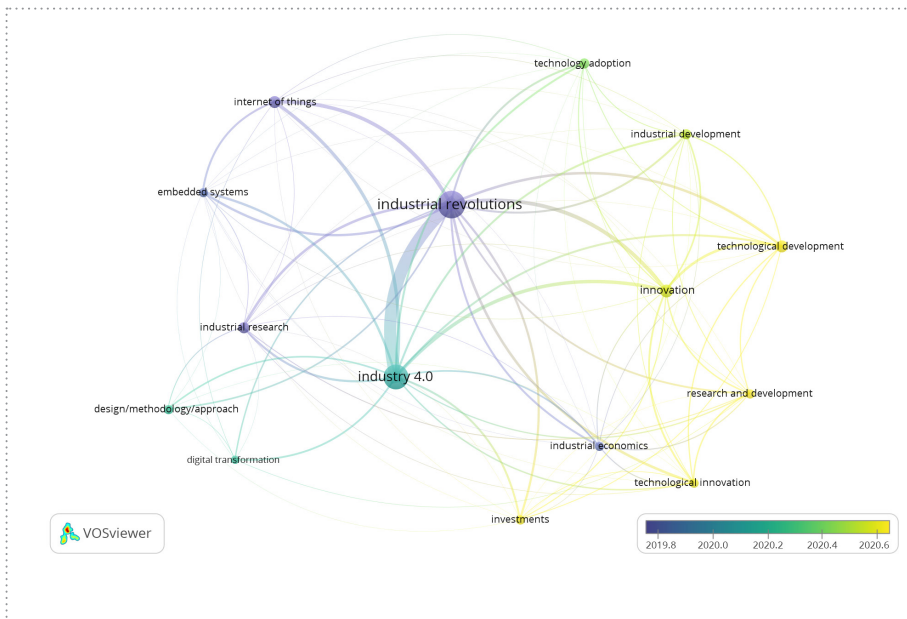 technology adoption
internet of things
industrial development
embedded systems
industrial revolutions
technological development
innovation
industrial research
industry 4.0
research and development
design/methodology/approach
industrial economics
digital transformation
technological innovation
investments
VOSviewer
2019.8 2020.0 2020.2 2020.4 2020.6